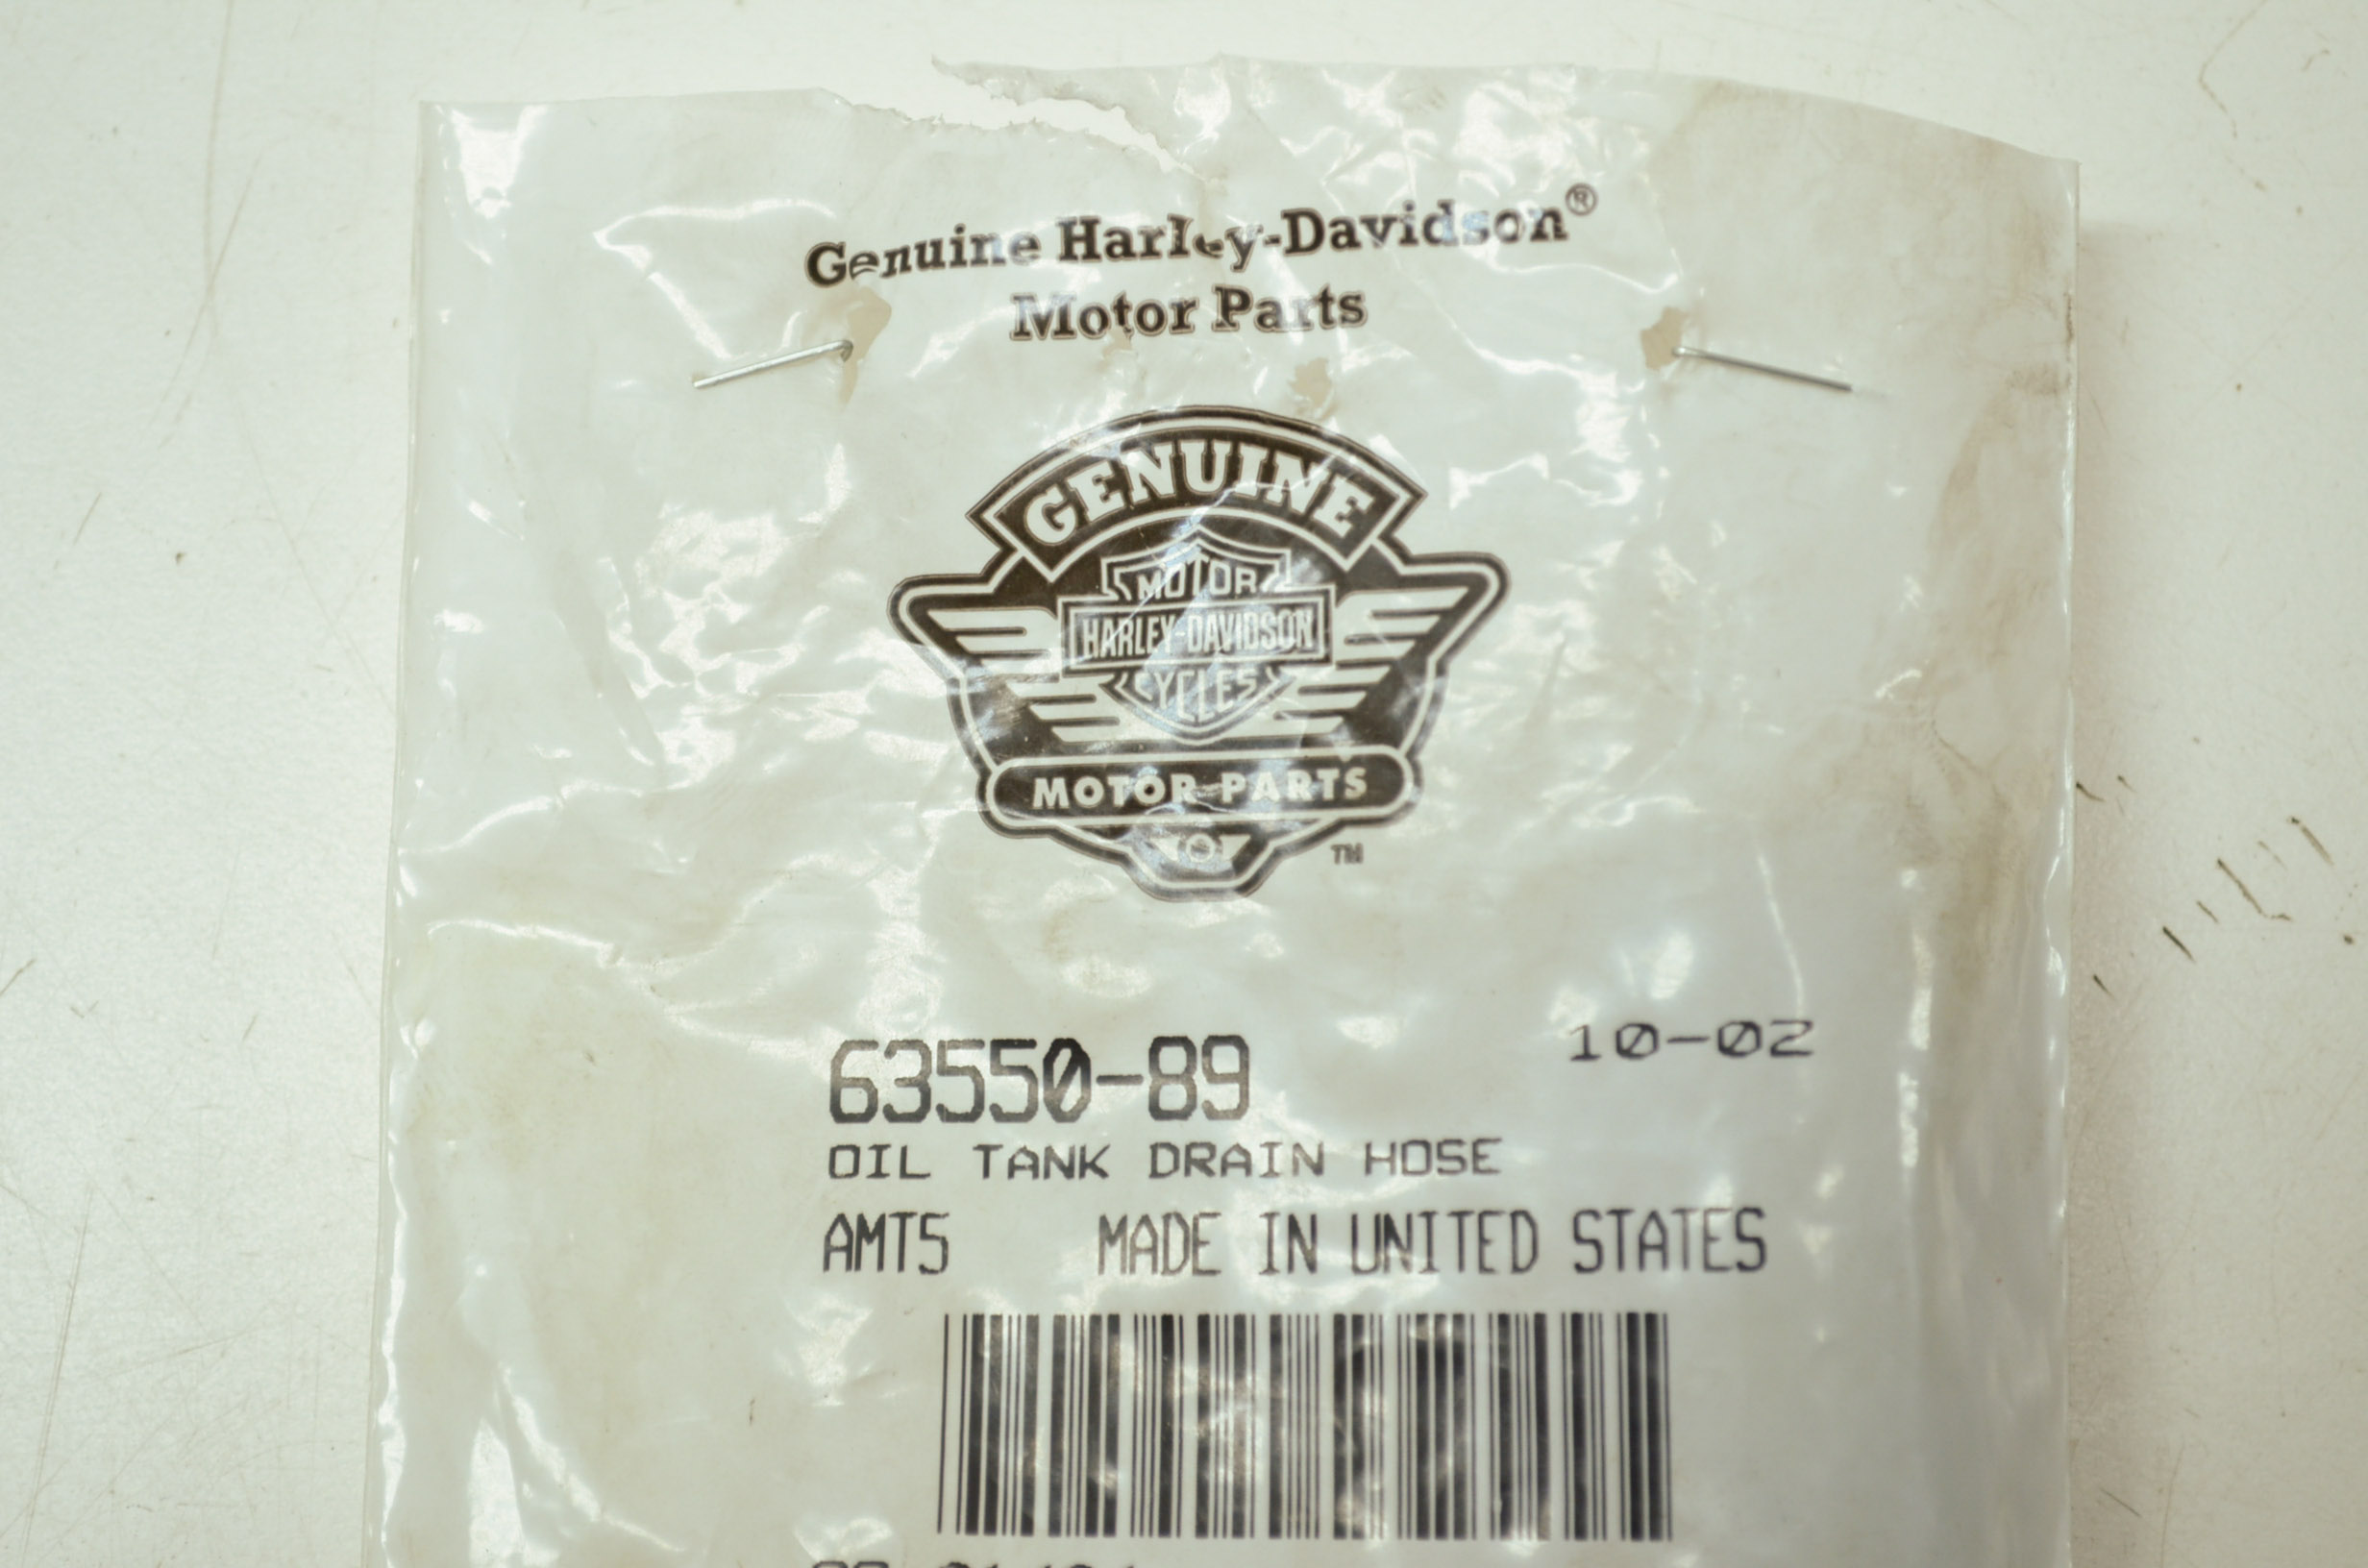 Genuine Harley-Davidson®
Motor Parts
GENUINE
MOTOR
HARLEY-DAVIDSON
CYCLES
MOTOR PARTS
TM
63550-89 10-02
OIL TANK DRAIN HOSE
AMT5 MADE IN UNITED STATES